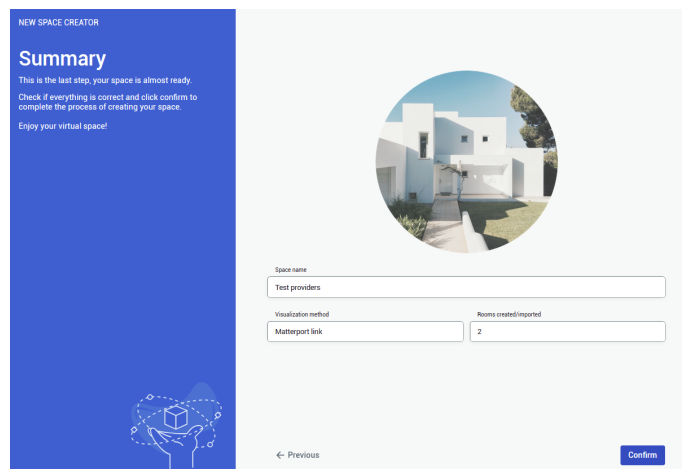 NEW SPACE CREATOR
Summary
This is the last step, your space is almost ready.
Check if everything is correct and click confirm to
complete the process of creating your space.
Enjoy your virtual space!
Space name
Test providers
Visualization method
Rooms created/imported
Matterport link
2
← Previous
Confirm